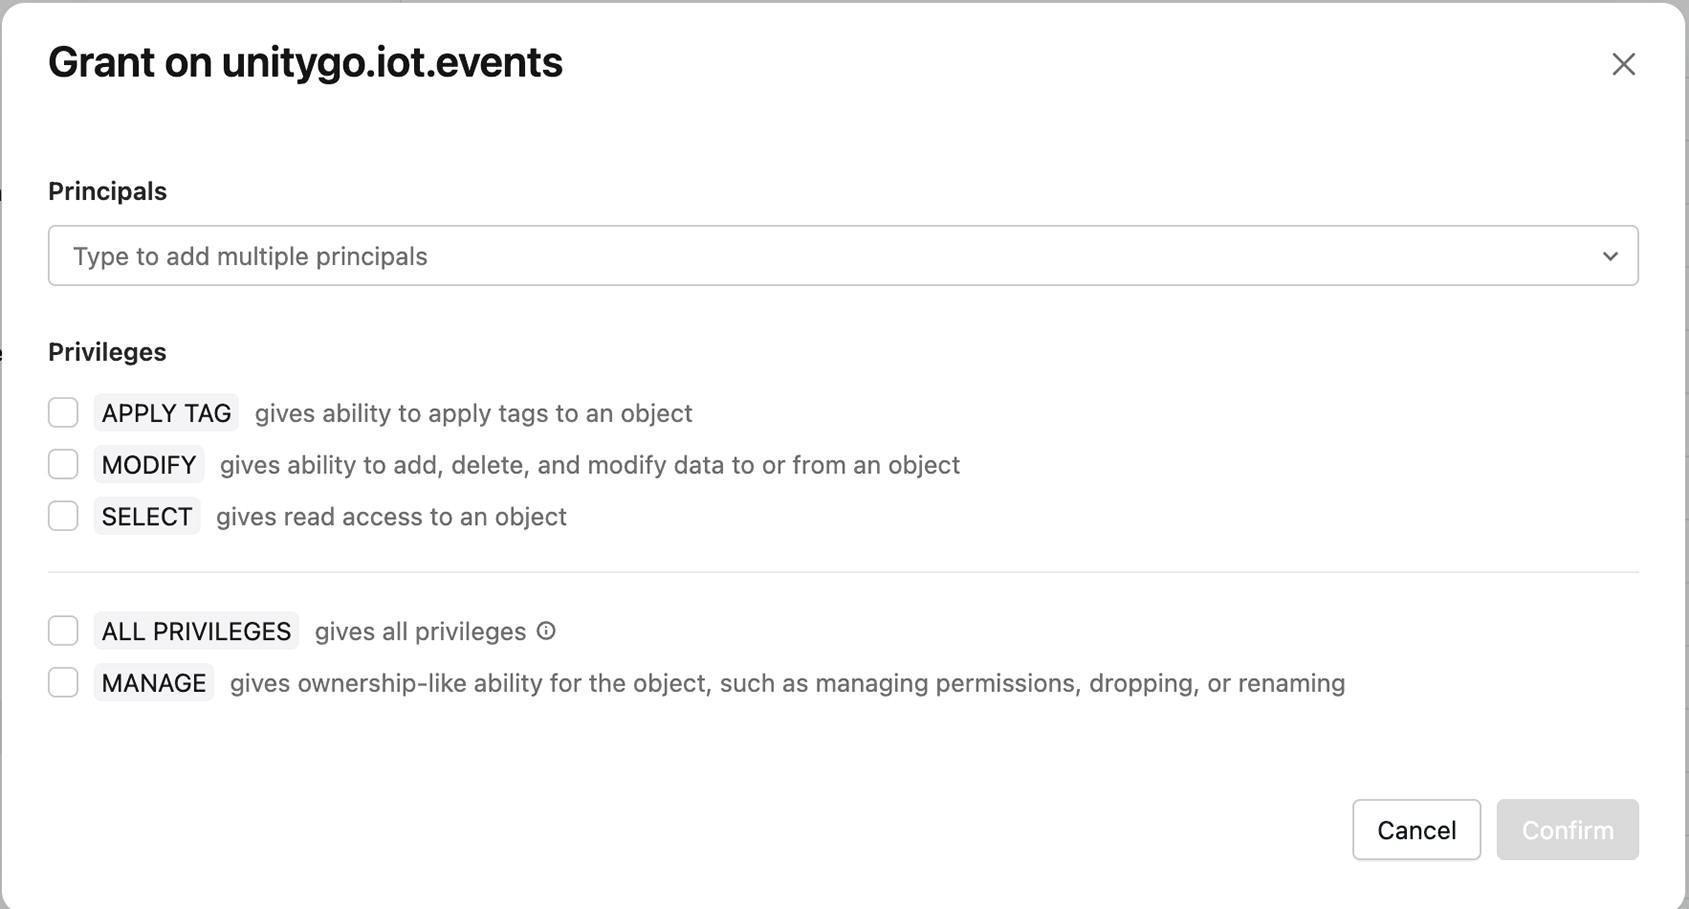 Grant on unitygo.iot.events
Principals
Type to add multiple principals
Privileges
APPLY TAG gives ability to apply tags to an object
MODIFY gives ability to add, delete, and modify data to or from an object
SELECT gives read access to an object
ALL PRIVILEGES gives all privileges
MANAGE gives ownership-like ability for the object, such as managing permissions, dropping, or renaming
Cancel Confirm